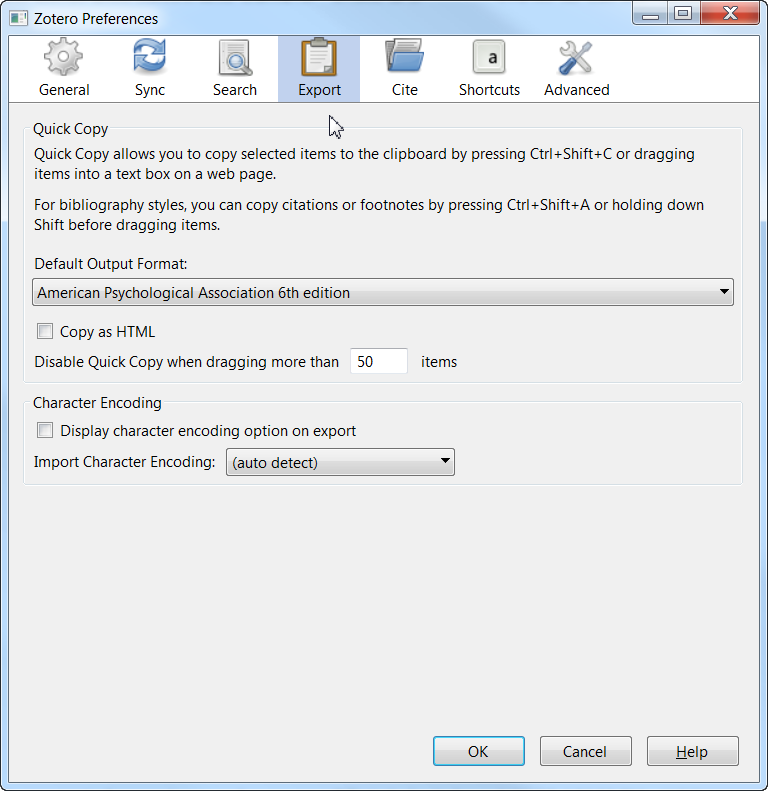 Zotero Preferences
General Sync Search Export Cite a Shortcuts Advanced
Quick Copy
Quick Copy allows you to copy selected items to the clipboard by pressing Ctrl+Shift+C or dragging
items into a text box on a web page.
For bibliography styles, you can copy citations or footnotes by pressing Ctrl+Shift+A or holding down
Shift before dragging items.
Default Output Format:
American Psychological Association 6th edition
Copy as HTML
Disable Quick Copy when dragging more than 50 items
Character Encoding
Display character encoding option on export
Import Character Encoding: (auto detect)
OK Cancel Help